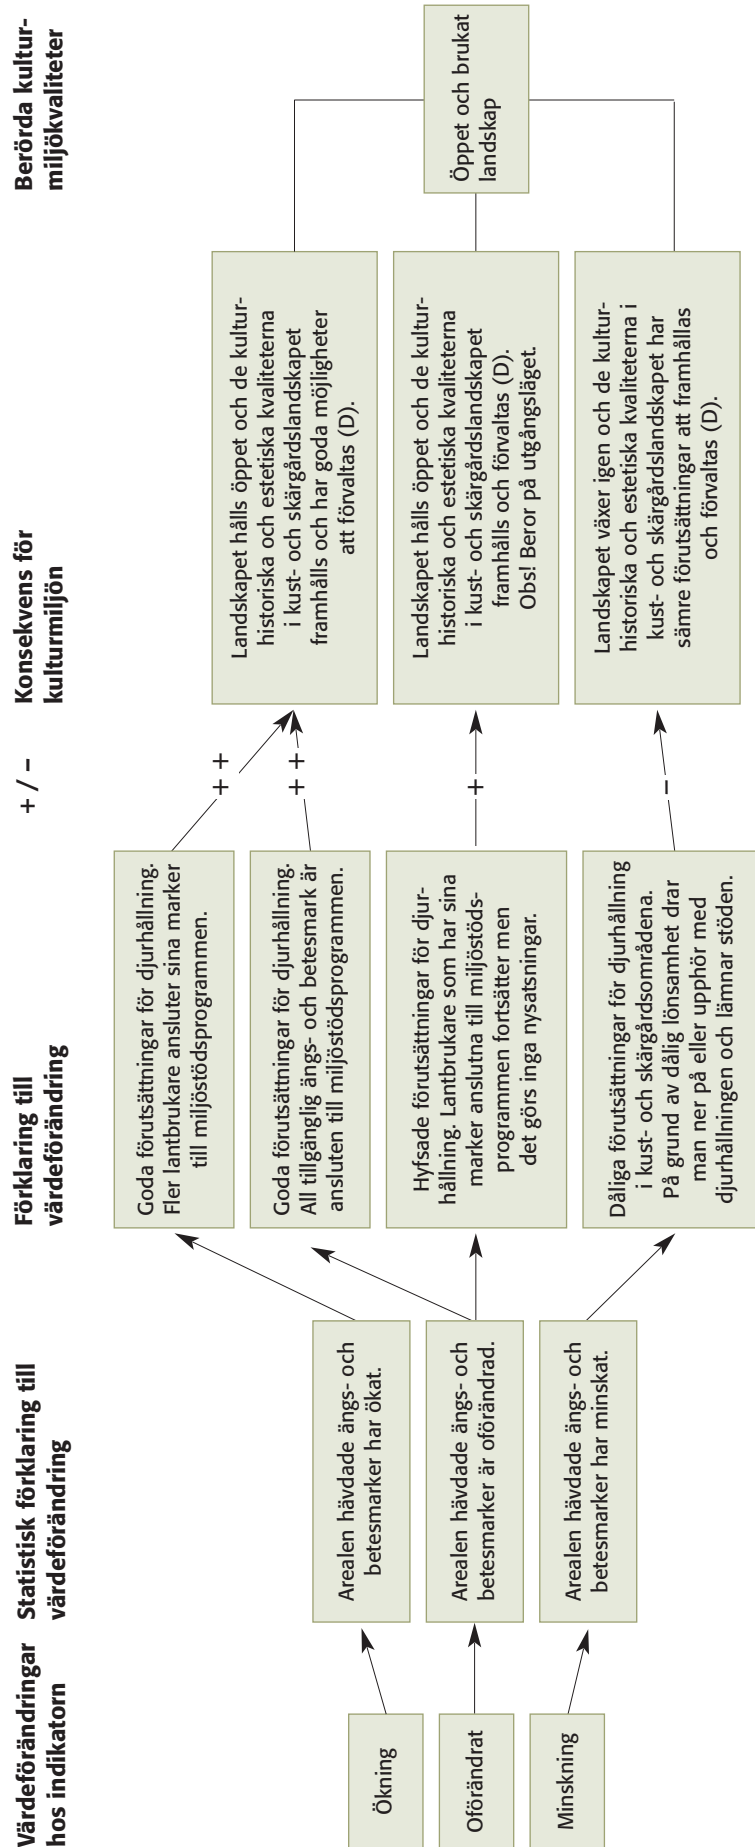 Värdeförändringar
hos indikatorn
Statistisk förklaring till
värdeförändring
Förklaring till
värdeförändring
+ / –
Konsekvens för
kulturmiljön
Berörda kultur-
miljökvaliteter
Ökning
Oförändrat
Minskning
Arealen hävdade ängs- och
betesmarker har ökat.
Arealen hävdade ängs- och
betesmarker är oförändrad.
Arealen hävdade ängs- och
betesmarker har minskat.
Goda förutsättningar för djurhållning.
Fler lantbrukare ansluter sina marker
till miljöstödsprogrammen.
Goda förutsättningar för djurhållning.
All tillgänglig ängs- och betesmark är
ansluten till miljöstödsprogrammen.
Hyfsade förutsättningar för djur-
hållning. Lantbrukare som har sina
marker anslutna till miljöstöds-
programmen fortsätter men
det görs inga nysatsningar.
Dåliga förutsättningar för djurhållning
i kust- och skärgårdsområdena.
På grund av dålig lönsamhet drar
man ner på eller upphör med
djurhållningen och lämnar stöden.
+ +
+ +
+
–
Landskapet hålls öppet och de kultur-
historiska och estetiska kvaliteterna
i kust- och skärgårdslandskapet
framhålls och har goda möjligheter
att förvaltas (D).
Landskapet hålls öppet och de kultur-
historiska och estetiska kvaliteterna
i kust- och skärgårdslandskapet
framhålls och förvaltas (D).
Obs! Beror på utgångsläget.
Landskapet växer igen och de kultur-
historiska och estetiska kvaliteterna i
kust- och skärgårdslandskapet har
sämre förutsättningar att framhållas
och förvaltas (D).
Öppet och brukat
landskap